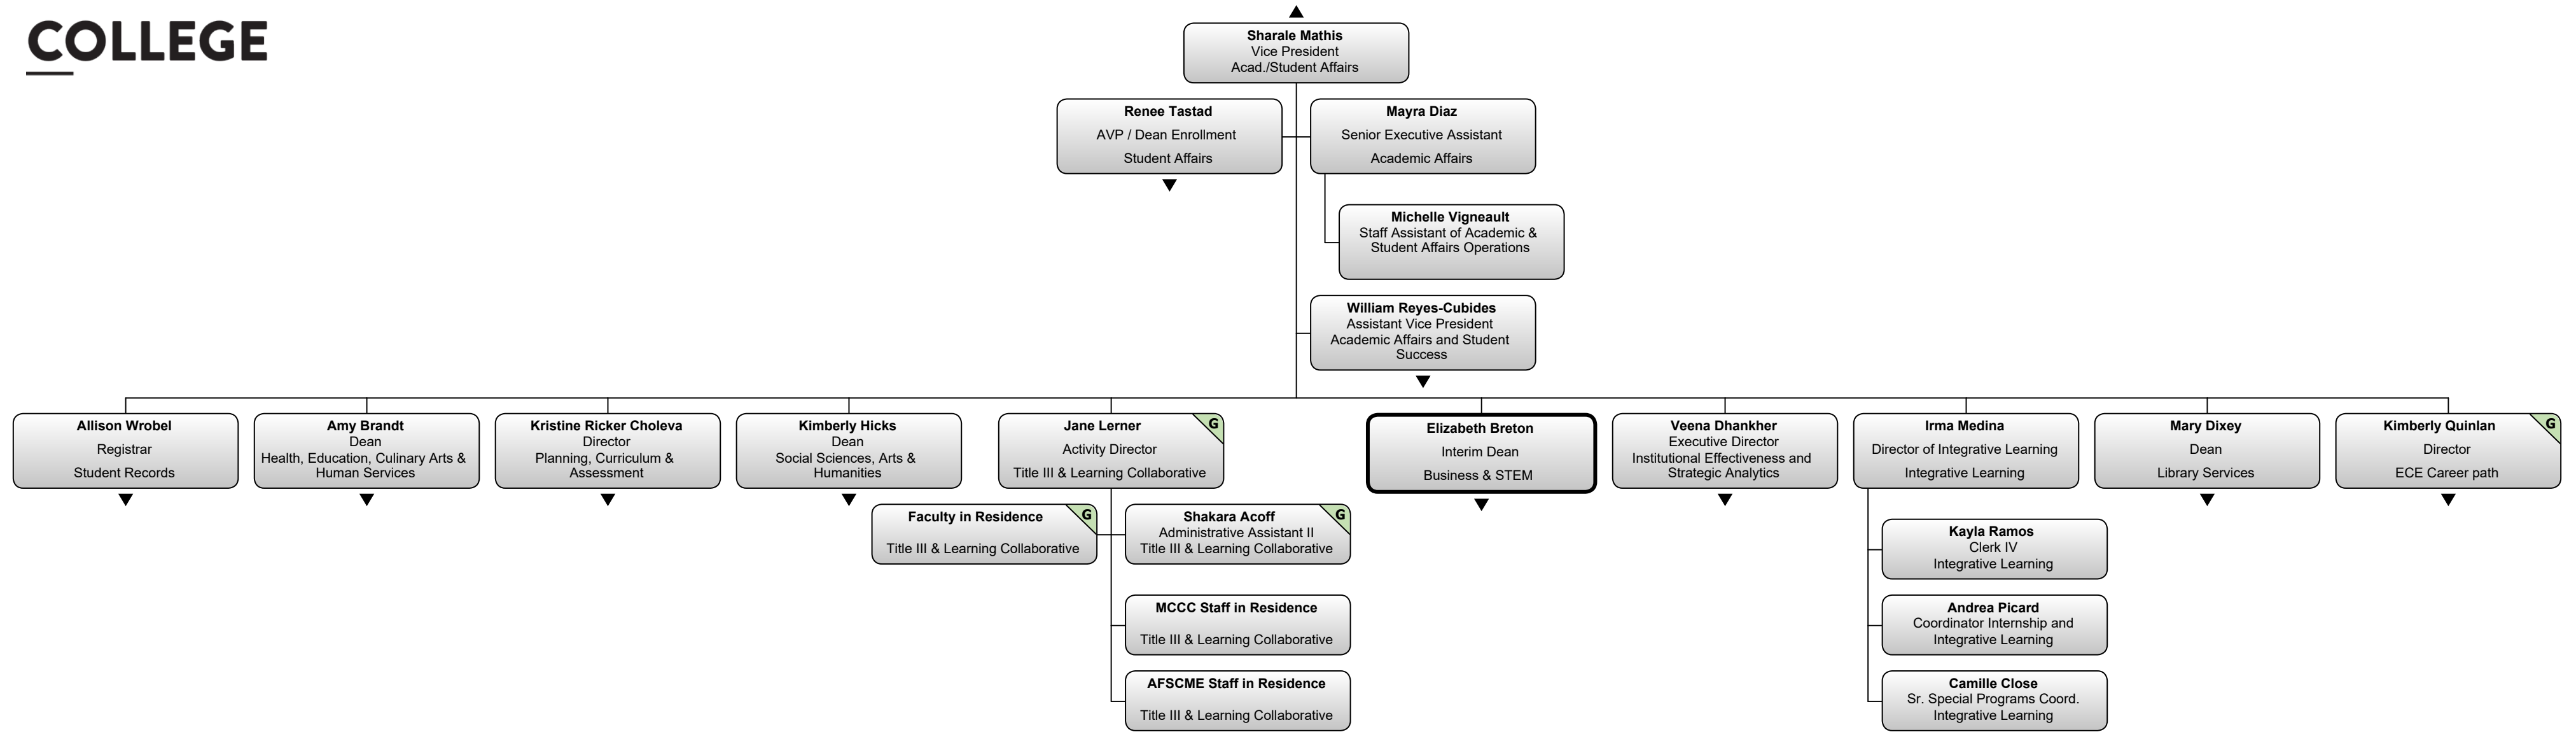 COLLEGE
Sharale Mathis
Vice President
Acad./Student Affairs
Renee Tastad
AVP / Dean Enrollment
Student Affairs
Mayra Diaz
Senior Executive Assistant
Academic Affairs
Michelle Vigneault
Staff Assistant of Academic &
Student Affairs Operations
William Reyes-Cubides
Assistant Vice President
Academic Affairs and Student
Success
Allison Wrobel
Registrar
Student Records
Amy Brandt
Dean
Health, Education, Culinary Arts &
Human Services
Kristine Ricker Choleva
Director
Planning, Curriculum &
Assessment
Kimberly Hicks
Dean
Social Sciences, Arts &
Humanities
Jane Lerner
G
Activity Director
Title III & Learning Collaborative
Elizabeth Breton
Interim Dean
Business & STEM
Veena Dhankher
Executive Director
Institutional Effectiveness and
Strategic Analytics
Irma Medina
Director of Integrative Learning
Integrative Learning
Mary Dixey
Dean
Library Services
Kimberly Quinlan
G
Director
ECE Career path
Faculty in Residence
G
Title III & Learning Collaborative
Shakara Acoff
G
Administrative Assistant II
Title III & Learning Collaborative
MCCC Staff in Residence
Title III & Learning Collaborative
AFSCME Staff in Residence
Title III & Learning Collaborative
Kayla Ramos
Clerk IV
Integrative Learning
Andrea Picard
Coordinator Internship and
Integrative Learning
Camille Close
Sr. Special Programs Coord.
Integrative Learning